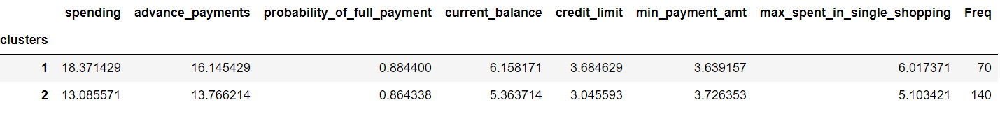 spending advance_payments probability_of_full_payment current_balance credit_limit min_payment_amt max_spent_in_single_shopping Freq
clusters
1 18.371429 16.145429 0.884400 6.158171 3.684629 3.639157 6.017371 70
2 13.085571 13.766214 0.864338 5.363714 3.045593 3.726353 5.103421 140